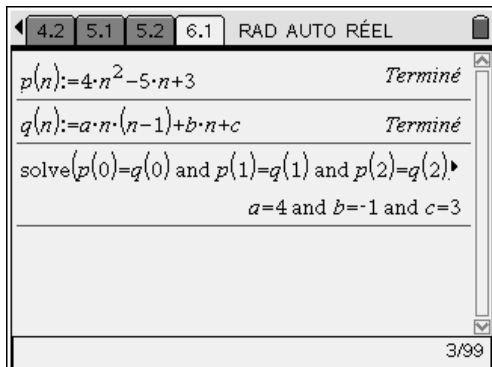 4.2 5.1 5.2 6.1 RAD AUTO RÉEL
p(n):=4·n²−5·n+3 Terminé
q(n):=a·n·(n−1)+b·n+c Terminé
solve(p(0)=q(0) and p(1)=q(1) and p(2)=q(2),▸
a=4 and b=-1 and c=3
3/99